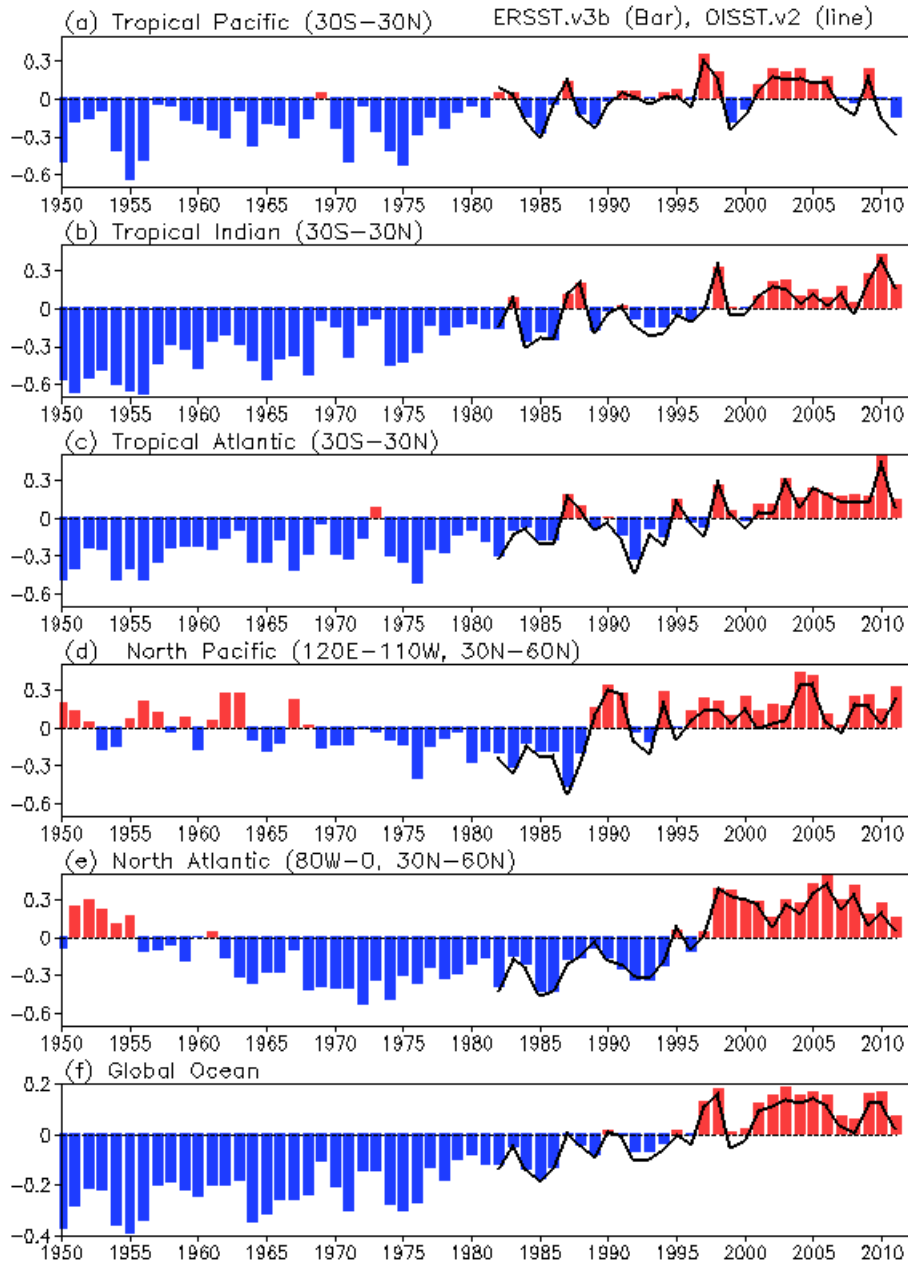 (a) Tropical Pacific (30S−30N) ERSST.v3b (Bar), OISST.v2 (line)
0.3
0
−0.3
−0.6
1950 1955 1960 1965 1970 1975 1980 1985 1990 1995 2000 2005 2010
(b) Tropical Indian (30S−30N)
0.3
0
−0.3
−0.6
1950 1955 1960 1965 1970 1975 1980 1985 1990 1995 2000 2005 2010
(c) Tropical Atlantic (30S−30N)
0.3
0
−0.3
−0.6
1950 1955 1960 1965 1970 1975 1980 1985 1990 1995 2000 2005 2010
(d) North Pacific (120E−110W, 30N−60N)
0.3
0
−0.3
−0.6
1950 1955 1960 1965 1970 1975 1980 1985 1990 1995 2000 2005 2010
(e) North Atlantic (80W−0, 30N−60N)
0.3
0
−0.3
−0.6
1950 1955 1960 1965 1970 1975 1980 1985 1990 1995 2000 2005 2010
(f) Global Ocean
0.2
0
−0.2
−0.4
1950 1955 1960 1965 1970 1975 1980 1985 1990 1995 2000 2005 2010